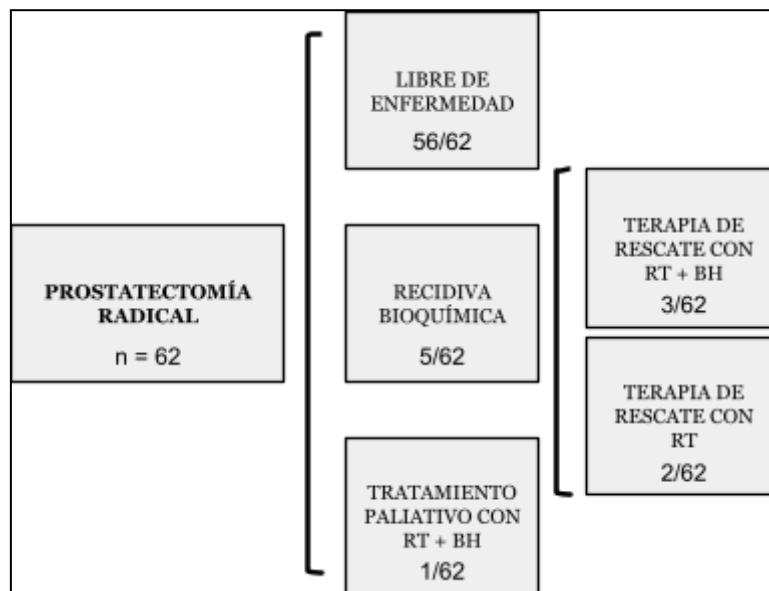 PROSTATECTOMÍA
RADICAL
n = 62
LIBRE DE
ENFERMEDAD
56/62
RECIDIVA
BIOQUÍMICA
5/62
TRATAMIENTO
PALIATIVO CON
RT + BH
1/62
TERAPIA DE
RESCATE CON
RT + BH
3/62
TERAPIA DE
RESCATE CON
RT
2/62